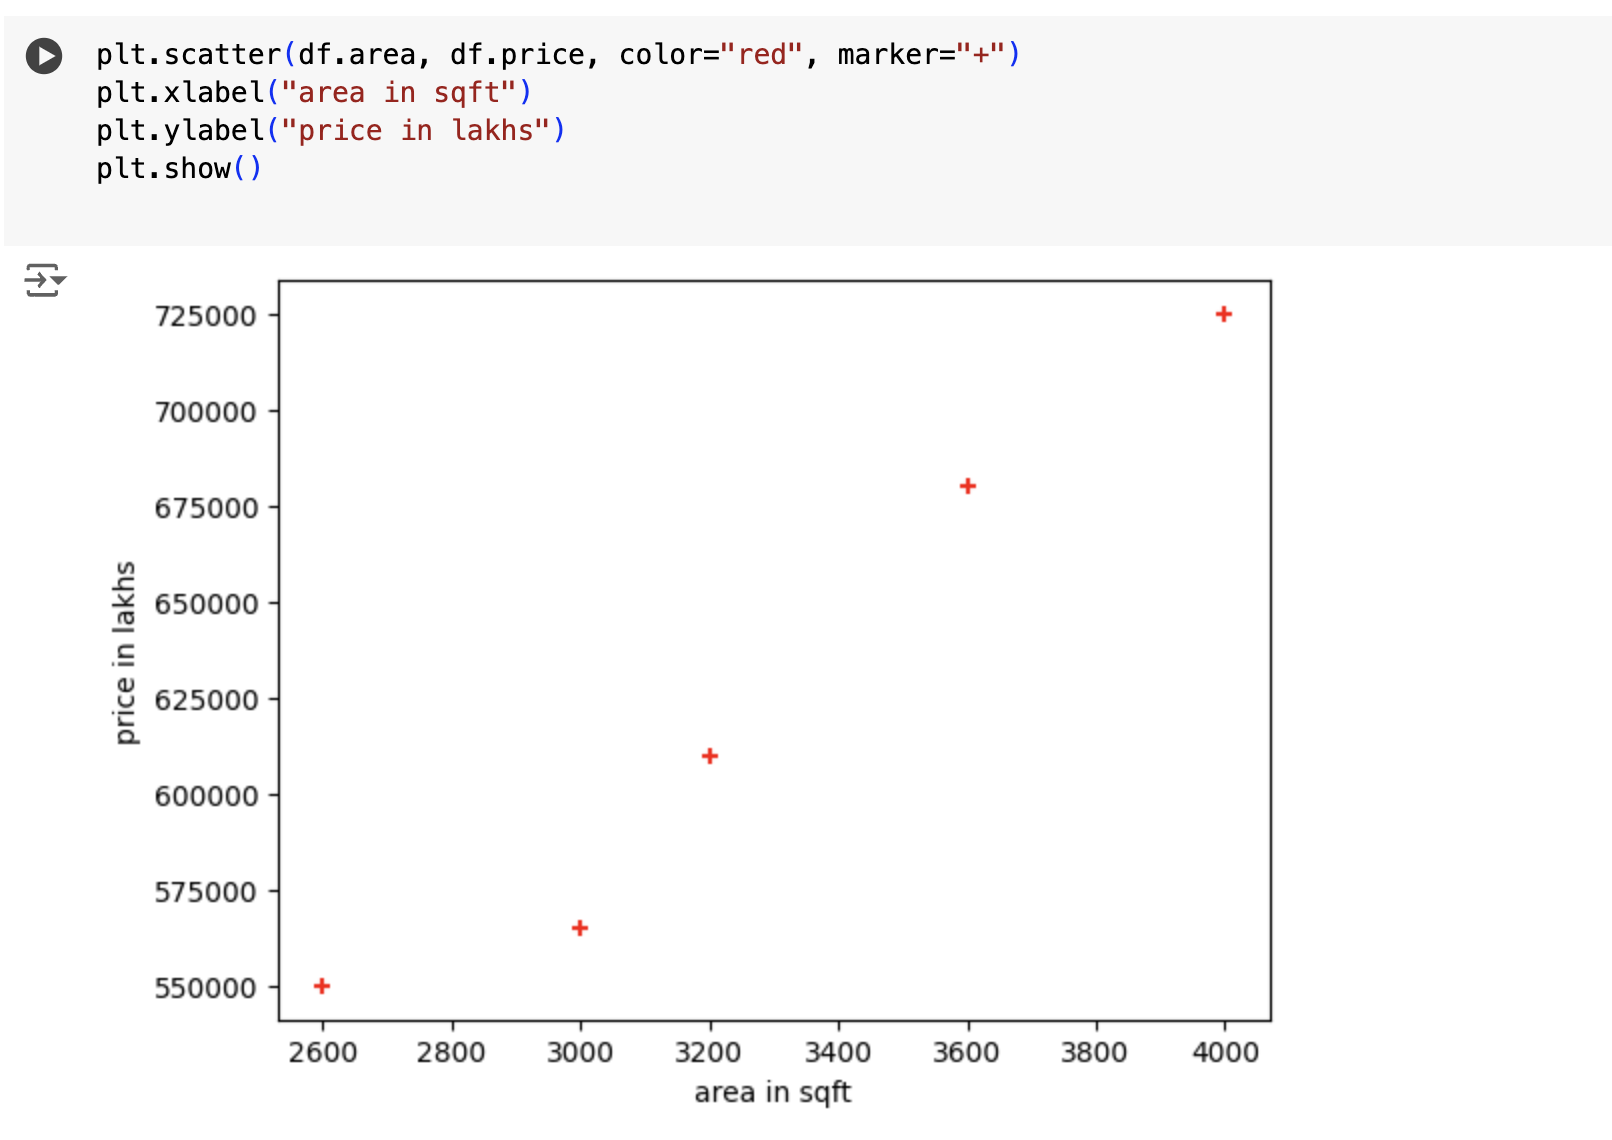 plt.scatter(df.area, df.price, color="red", marker="+")
plt.xlabel("area in sqft")
plt.ylabel("price in lakhs")
plt.show()
725000
700000
675000
650000
625000
600000
575000
550000
price in lakhs
2600 2800 3000 3200 3400 3600 3800 4000
area in sqft